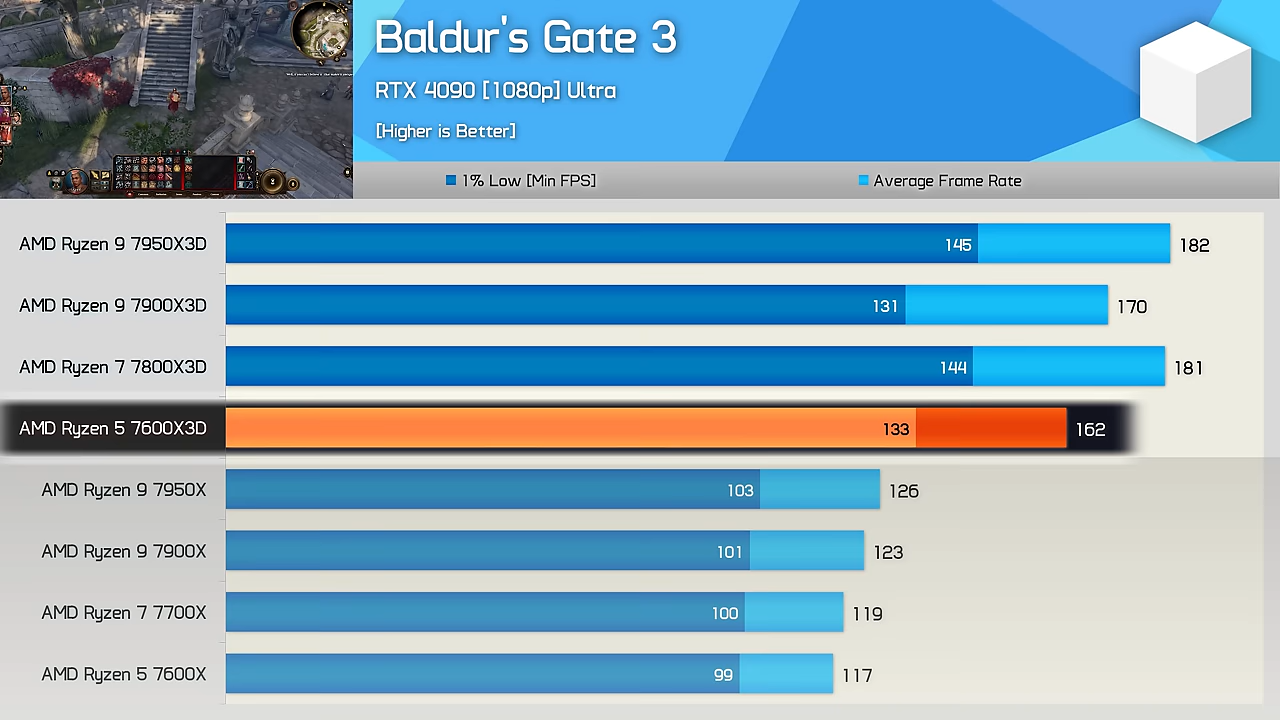 Baldur's Gate 3
RTX 4090 [1080p] Ultra
[Higher is Better]
1% Low [Min FPS]
Average Frame Rate
AMD Ryzen 9 7950X3D 145 182
AMD Ryzen 9 7900X3D 131 170
AMD Ryzen 7 7800X3D 144 181
AMD Ryzen 5 7600X3D 133 162
AMD Ryzen 9 7950X 103 126
AMD Ryzen 9 7900X 101 123
AMD Ryzen 7 7700X 100 119
AMD Ryzen 5 7600X 99 117